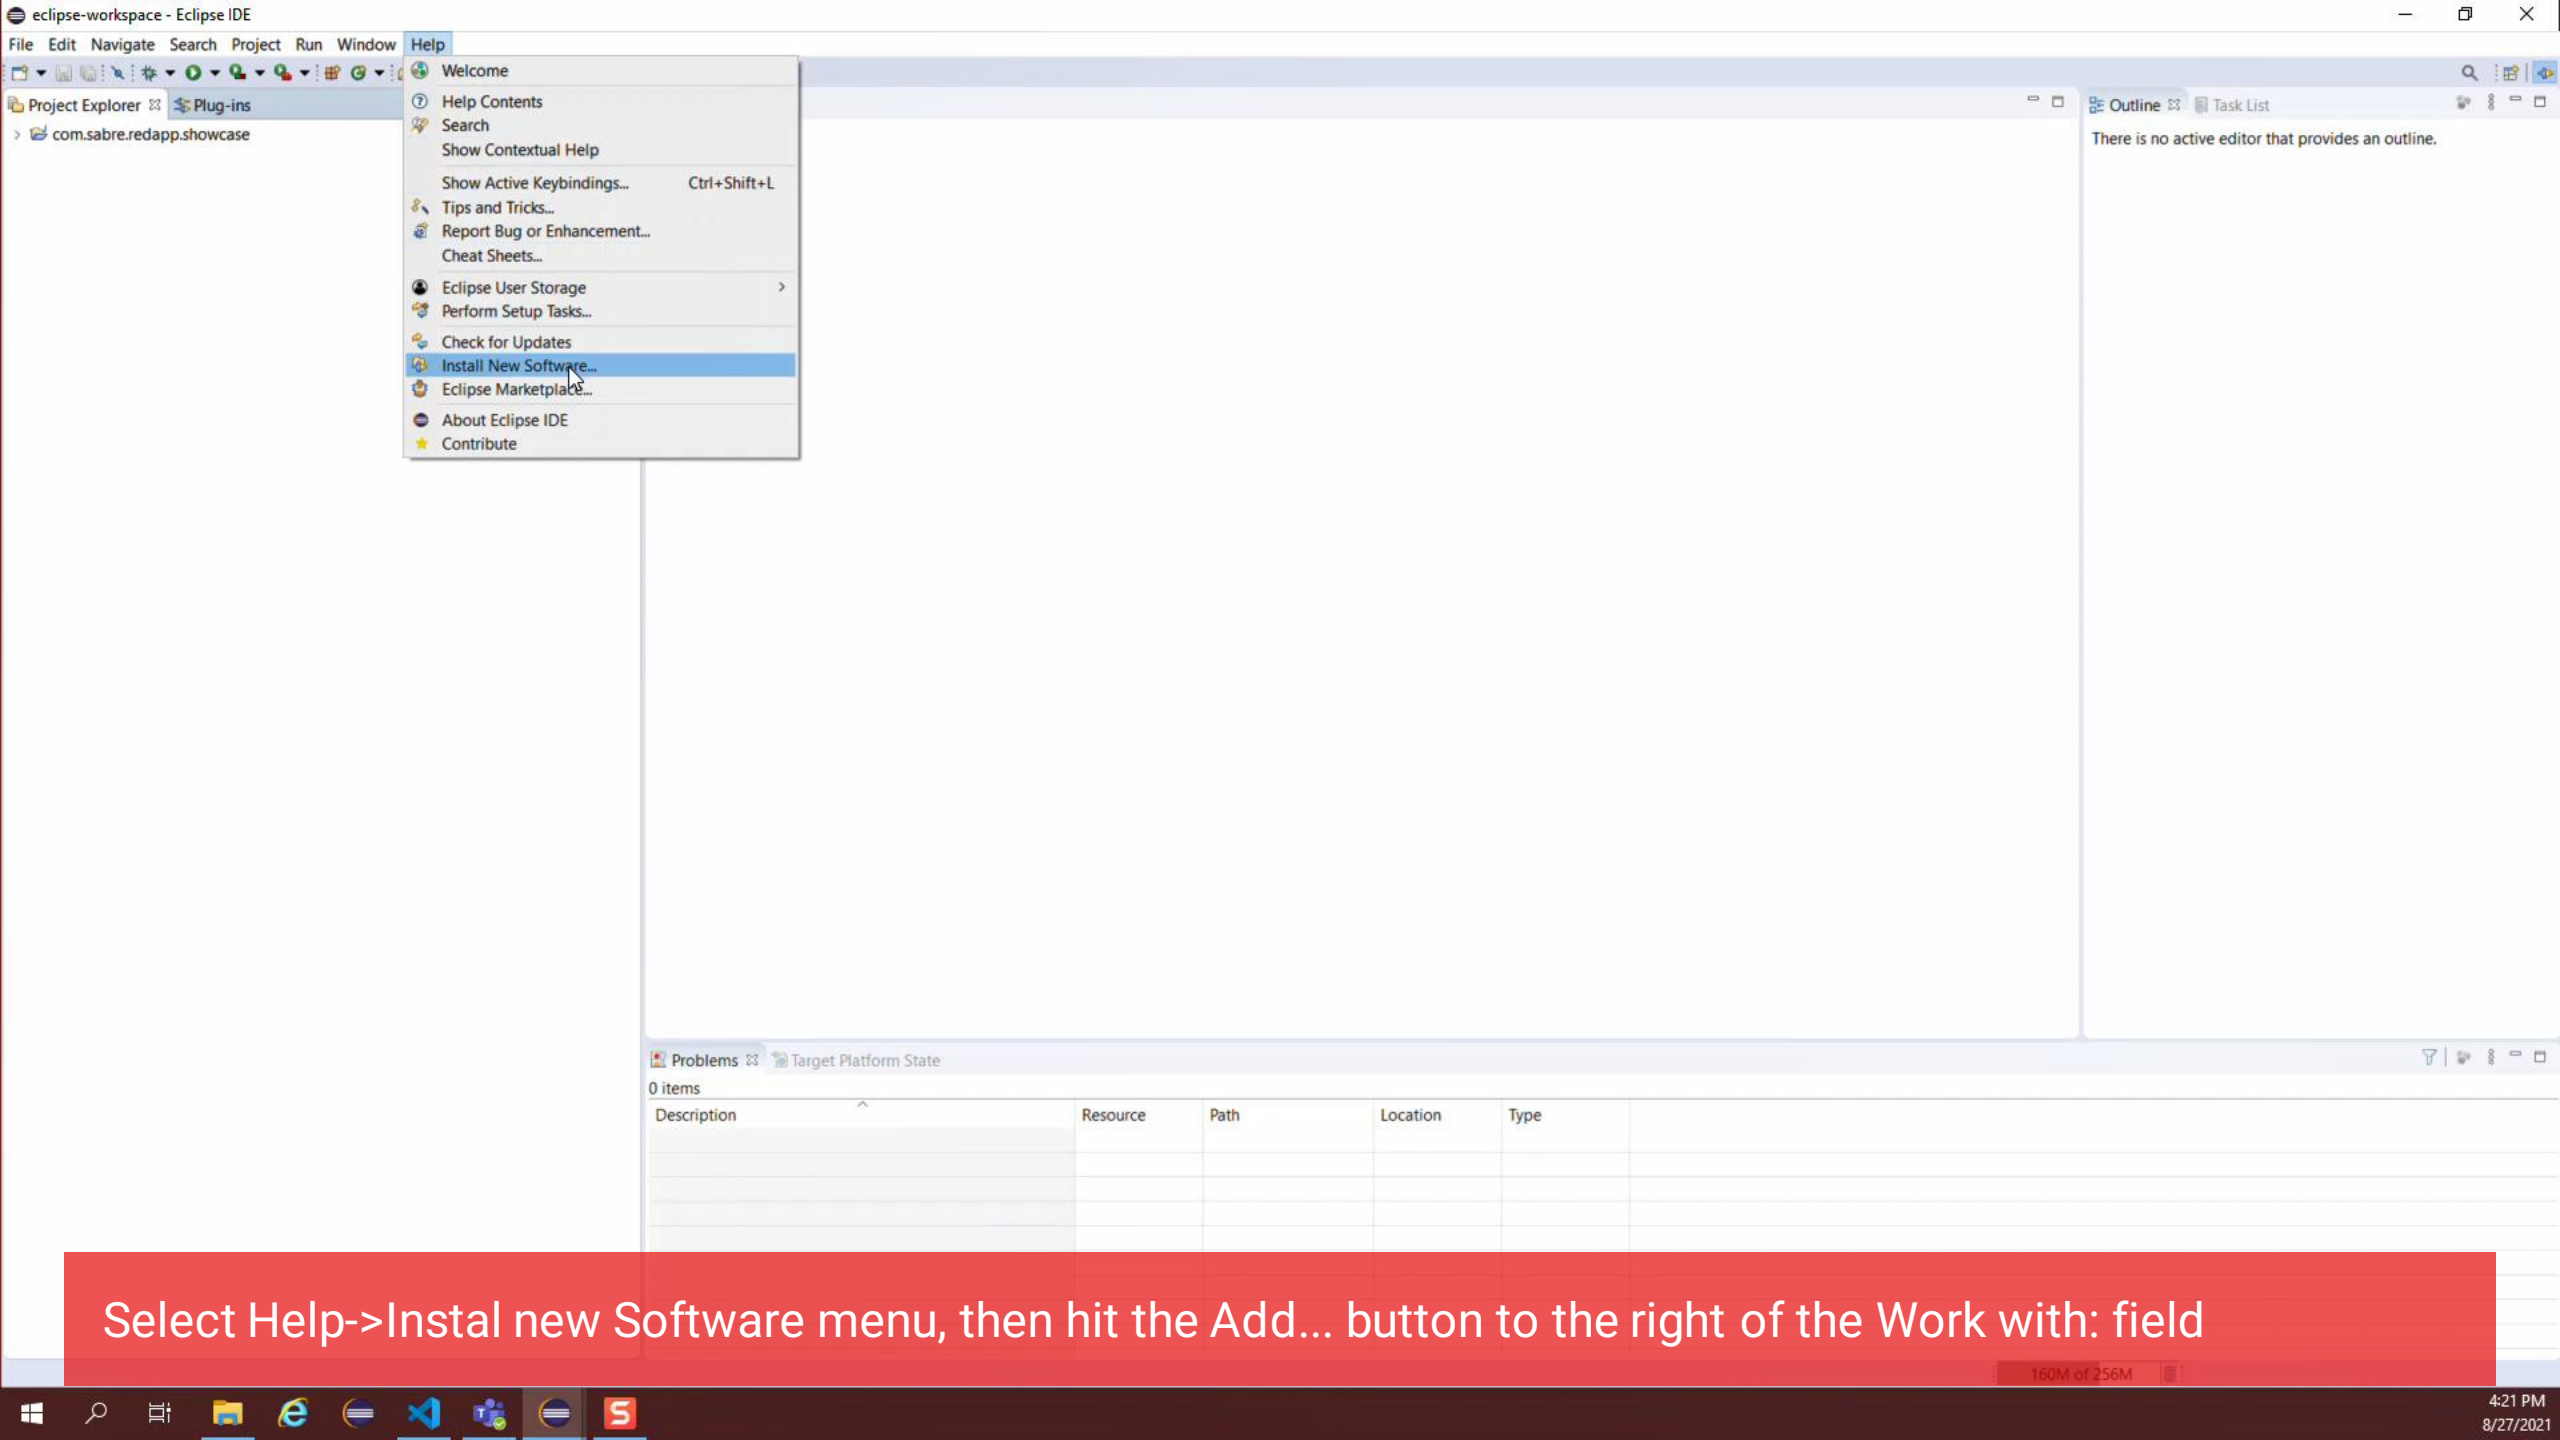 eclipse-workspace - Eclipse IDE
File Edit Navigate Search Project Run Window Help
Project Explorer Plug-ins
com.sabre.redapp.showcase
Welcome
Help Contents
Search
Show Contextual Help
Show Active Keybindings... Ctrl+Shift+L
Tips and Tricks...
Report Bug or Enhancement...
Cheat Sheets...
Eclipse User Storage
Perform Setup Tasks...
Check for Updates
Install New Software...
Eclipse Marketplace...
About Eclipse IDE
Contribute
Outline Task List
There is no active editor that provides an outline.
Problems Target Platform State
0 items
Description Resource Path Location Type
Select Help->Instal new Software menu, then hit the Add... button to the right of the Work with: field
160M of 256M
4:21 PM
8/27/2021